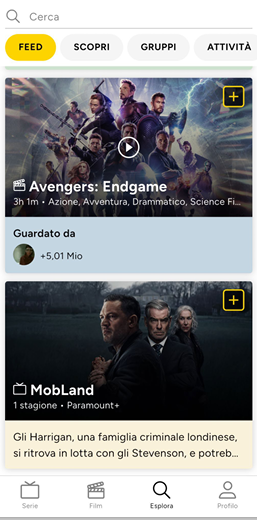 Cerca
FEED
SCOPRI
GRUPPI
ATTIVITÀ
Avengers: Endgame
3h 1m • Azione, Avventura, Drammatico, Science Fi...
Guardato da
+5,01 Mio
MobLand
1 stagione • Paramount+
Gli Harrigan, una famiglia criminale londinese,
si ritrova in lotta con gli Stevenson, e potreb...
Serie
Film
Esplora
Profilo